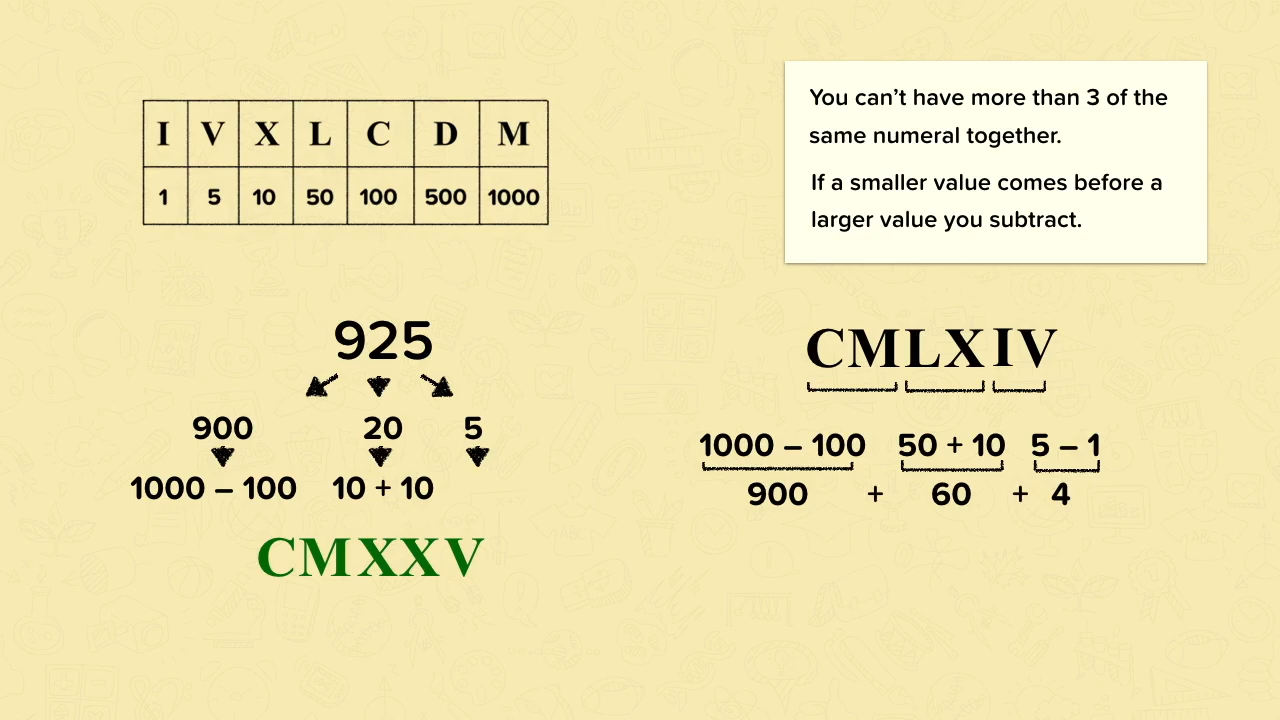 I V X L C D M
1 5 10 50 100 500 1000
You can’t have more than 3 of the
same numeral together.
If a smaller value comes before a
larger value you subtract.
925
900 20 5
1000 – 100 10 + 10
CMXXV
CMLXIV
1000 – 100 50 + 10 5 – 1
900 + 60 + 4